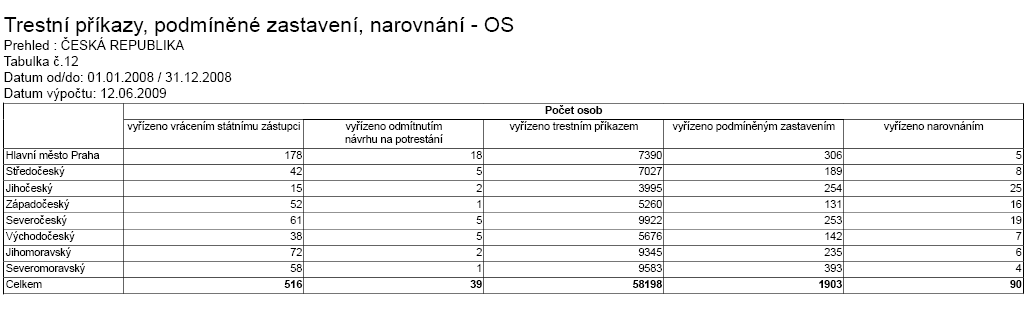 Trestní příkazy, podmíněné zastavení, narovnání - OS
Prehled : ČESKÁ REPUBLIKA
Tabulka č.12
Datum od/do: 01.01.2008 / 31.12.2008
Datum výpočtu: 12.06.2009
Počet osob
vyřízeno vrácením státnímu zástupci vyřízeno odmítnutím návrhu na potrestání vyřízeno trestním příkazem vyřízeno podmíněným zastavením vyřízeno narovnáním
Hlavní město Praha 178 18 7390 306 5
Středočeský 42 5 7027 189 8
Jihočeský 15 2 3995 254 25
Západočeský 52 1 5260 131 16
Severočeský 61 5 9922 253 19
Východočeský 38 5 5676 142 7
Jihomoravský 72 2 9345 235 6
Severomoravský 58 1 9583 393 4
Celkem 516 39 58198 1903 90